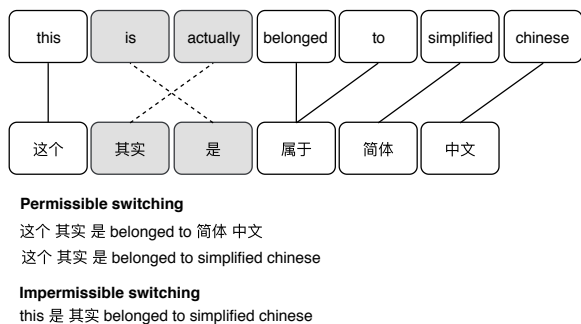 this is actually belonged to simplified chinese
这个 其实 是 属于 简体 中文
Permissible switching
这个 其实 是 belonged to 简体 中文
这个 其实 是 belonged to simplified chinese
Impermissible switching
this 是 其实 belonged to simplified chinese